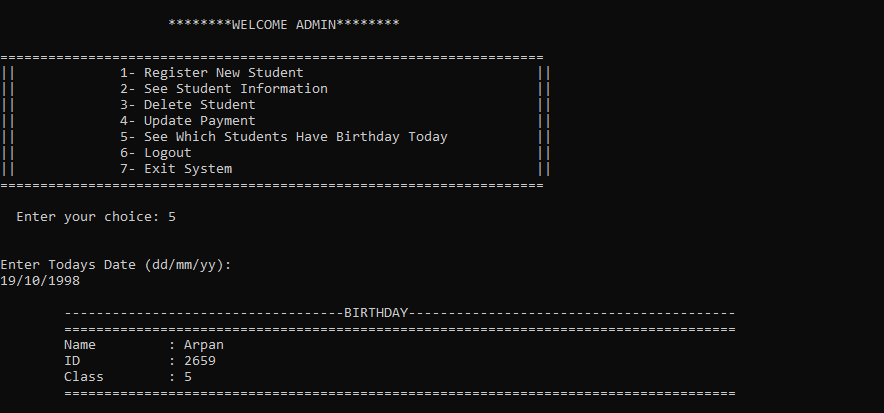 ********WELCOME ADMIN********
====================================================================
|| 1- Register New Student ||
|| 2- See Student Information ||
|| 3- Delete Student ||
|| 4- Update Payment ||
|| 5- See Which Students Have Birthday Today ||
|| 6- Logout ||
|| 7- Exit System ||
====================================================================
Enter your choice: 5
Enter Todays Date (dd/mm/yy):
19/10/1998
-----------------------------------BIRTHDAY-----------------------------------------
====================================================================================
Name : Arpan
ID : 2659
Class : 5
====================================================================================